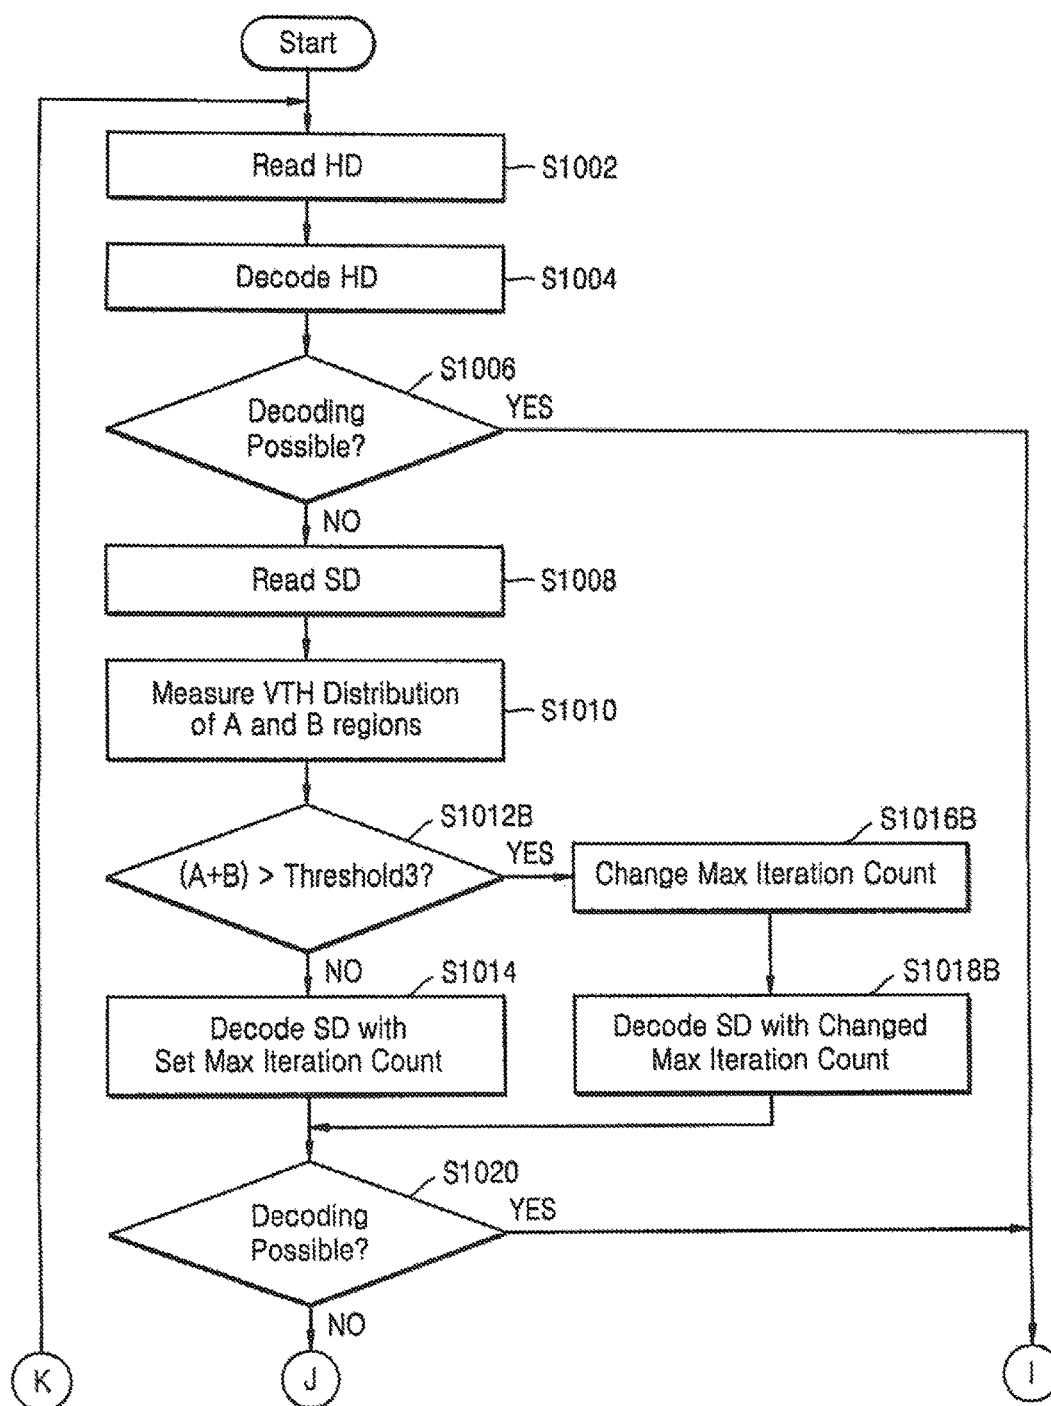 Start
Read HD
S1002
Decode HD
S1004
S1006
Decoding
Possible?
YES
NO
Read SD
S1008
Measure VTH Distribution
of A and B regions
S1010
S1012B
(A+B) > Threshold3?
YES
S1016B
Change Max Iteration Count
NO
S1014
Decode SD with
Set Max Iteration Count
S1018B
Decode SD with Changed
Max Iteration Count
S1020
Decoding
Possible?
YES
NO
K
J
I